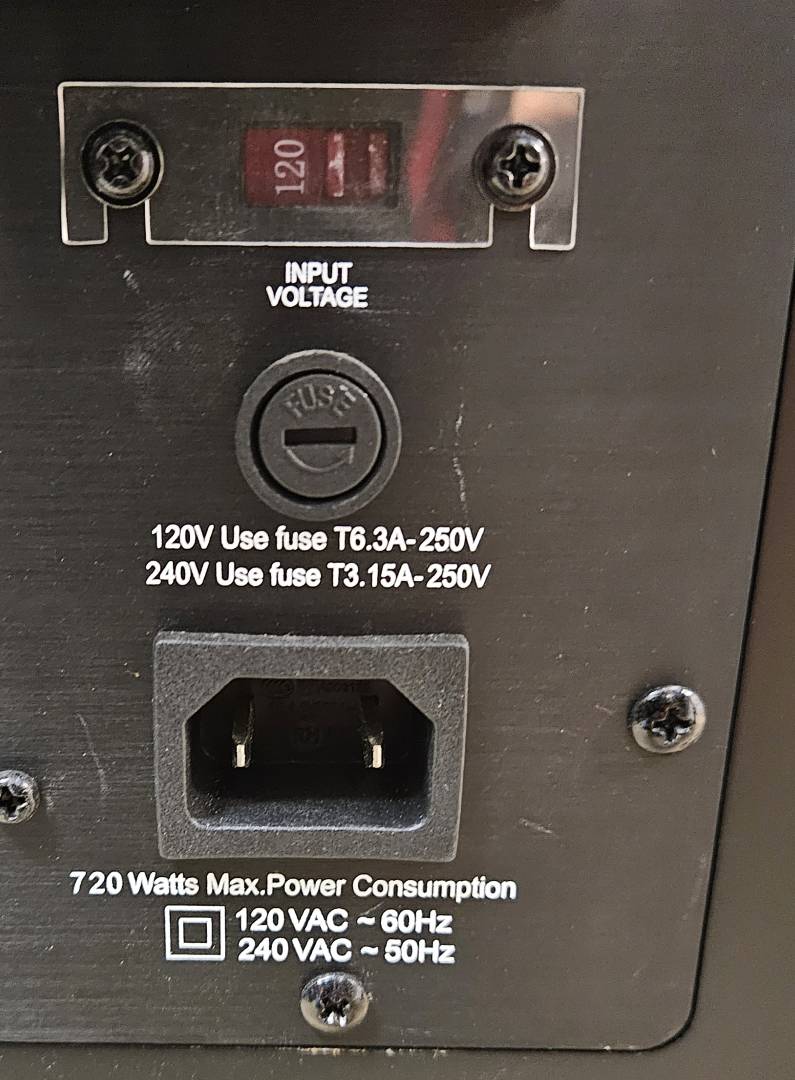 120
INPUT
VOLTAGE
FUSE
120V Use fuse T6.3A-250V
240V Use fuse T3.15A-250V
720 Watts Max.Power Consumption
120 VAC ~ 60Hz
240 VAC ~ 50Hz